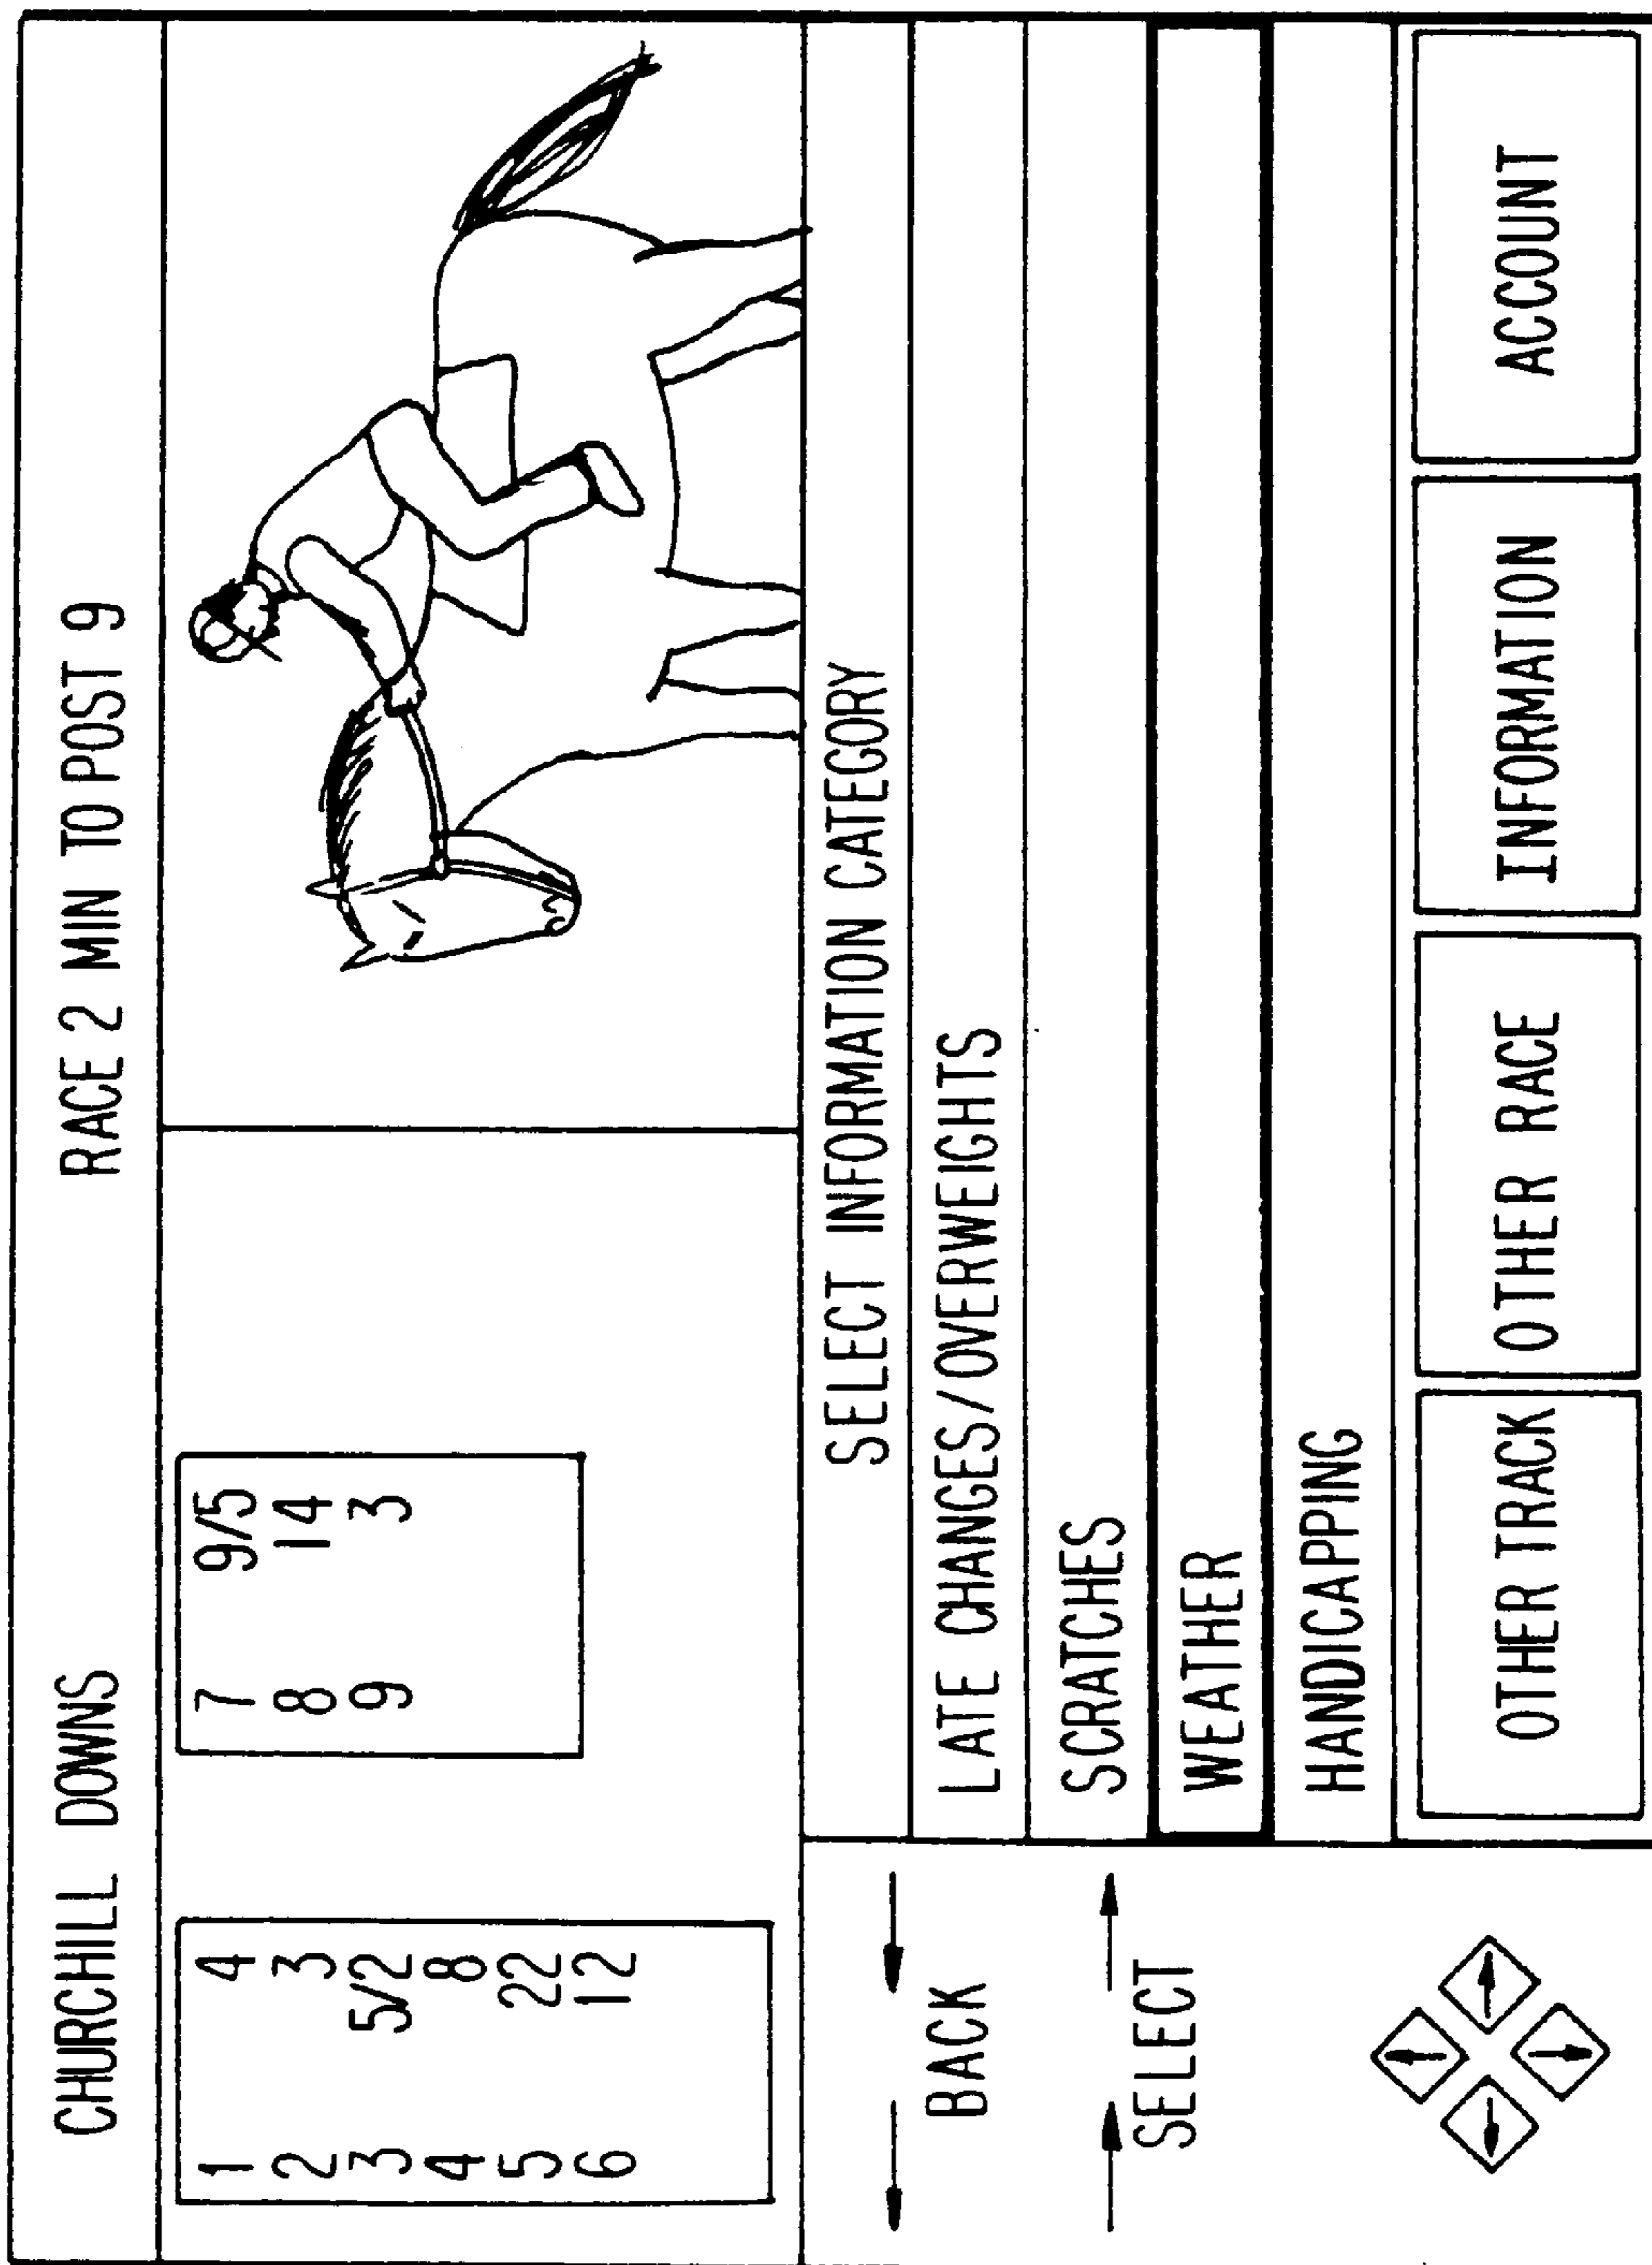 CHURCHILL DOWNS RACE 2 MIN TO POST 9
1 4
2 3
3 5/2
4 8
5 22
6 12
7 9/5
8 14
9 3
SELECT INFORMATION CATEGORY
LATE CHANGES/OVERWEIGHTS
SCRATCHES
WEATHER
HANDICAPPING
BACK
SELECT
OTHER TRACK OTHER RACE INFORMATION ACCOUNT